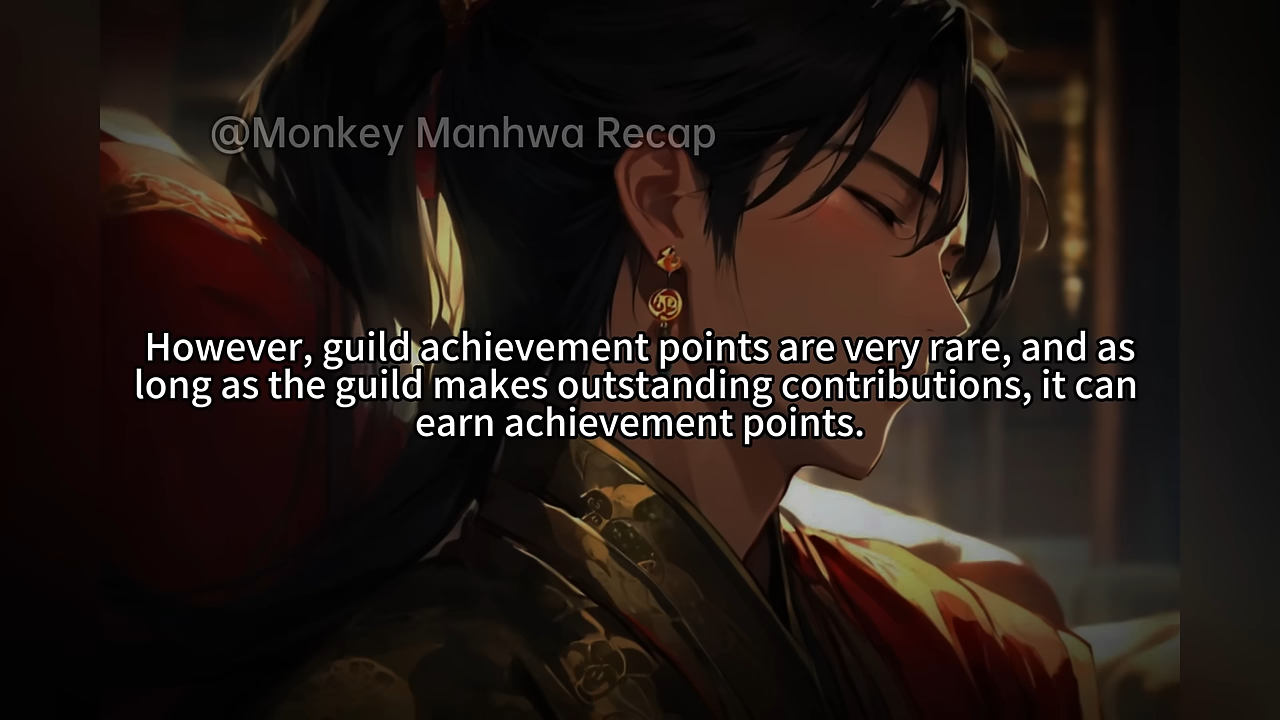 @Monkey Manhwa Recap
However, guild achievement points are very rare, and as
long as the guild makes outstanding contributions, it can
earn achievement points.